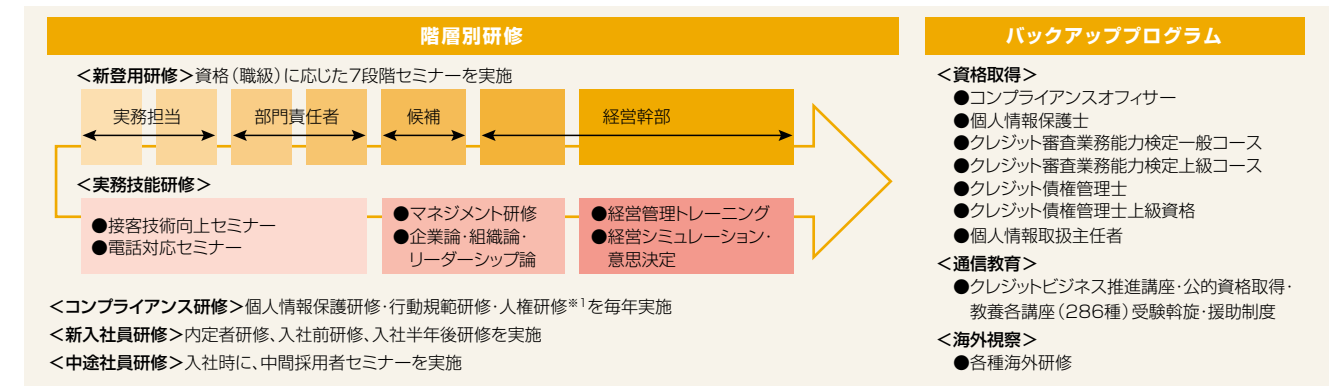 階層別研修
<新登用研修>資格(職級)に応じた7段階セミナーを実施
実務担当
部門責任者
候補
経営幹部
<実務技能研修>
●接客技術向上セミナー
●電話対応セミナー
●マネジメント研修
●企業論・組織論・
リーダーシップ論
●経営管理トレーニング
●経営シミュレーション・
意思決定
<コンプライアンス研修>個人情報保護研修・行動規範研修・人権研修※1を毎年実施
<新入社員研修>内定者研修、入社前研修、入社半年後研修を実施
<中途社員研修>入社時に、中間採用者セミナーを実施
バックアッププログラム
<資格取得>
●コンプライアンスオフィサー
●個人情報保護士
●クレジット審査業務能力検定一般コース
●クレジット審査業務能力検定上級コース
●クレジット債権管理士
●クレジット債権管理士上級資格
●個人情報取扱主任者
<通信教育>
●クレジットビジネス推進講座・公的資格取得・
教養各講座(286種)受験斡旋・援助制度
<海外視察>
●各種海外研修